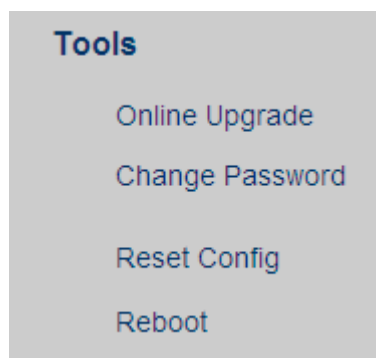 Tools
Online Upgrade
Change Password
Reset Config
Reboot